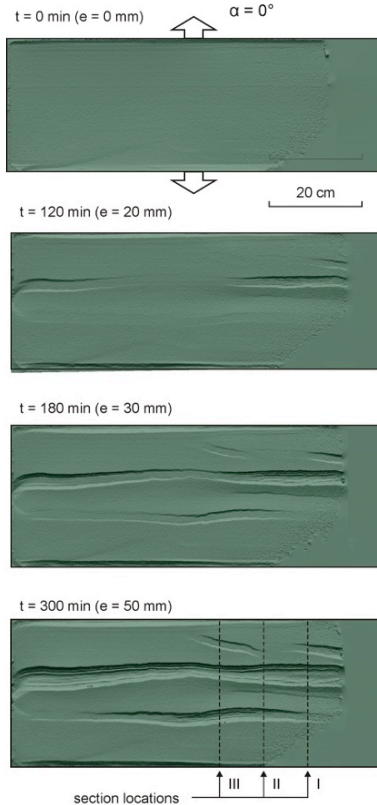 t = 0 min (e = 0 mm)
α = 0°
20 cm
t = 120 min (e = 20 mm)
t = 180 min (e = 30 mm)
t = 300 min (e = 50 mm)
III
II
I
section locations